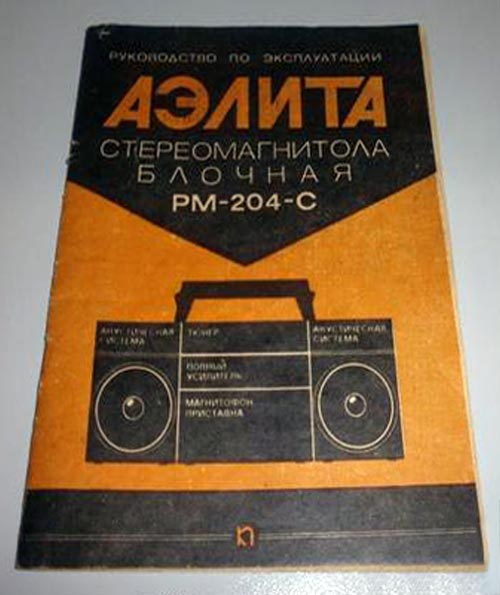 РУКОВОДСТВО ПО ЭКСПЛУАТАЦИИ
АЭЛИТА
СТЕРЕОМАГНИТОЛА
БЛОЧНАЯ
РМ-204-С
АКУСТИЧЕСКАЯ
СИСТЕМА
ТЮНЕР
АКУСТИЧЕСКАЯ
СИСТЕМА
ПОЛНЫЙ
УСИЛИТЕЛЬ
МАГНИТОФОН
ПРИСТАВКА